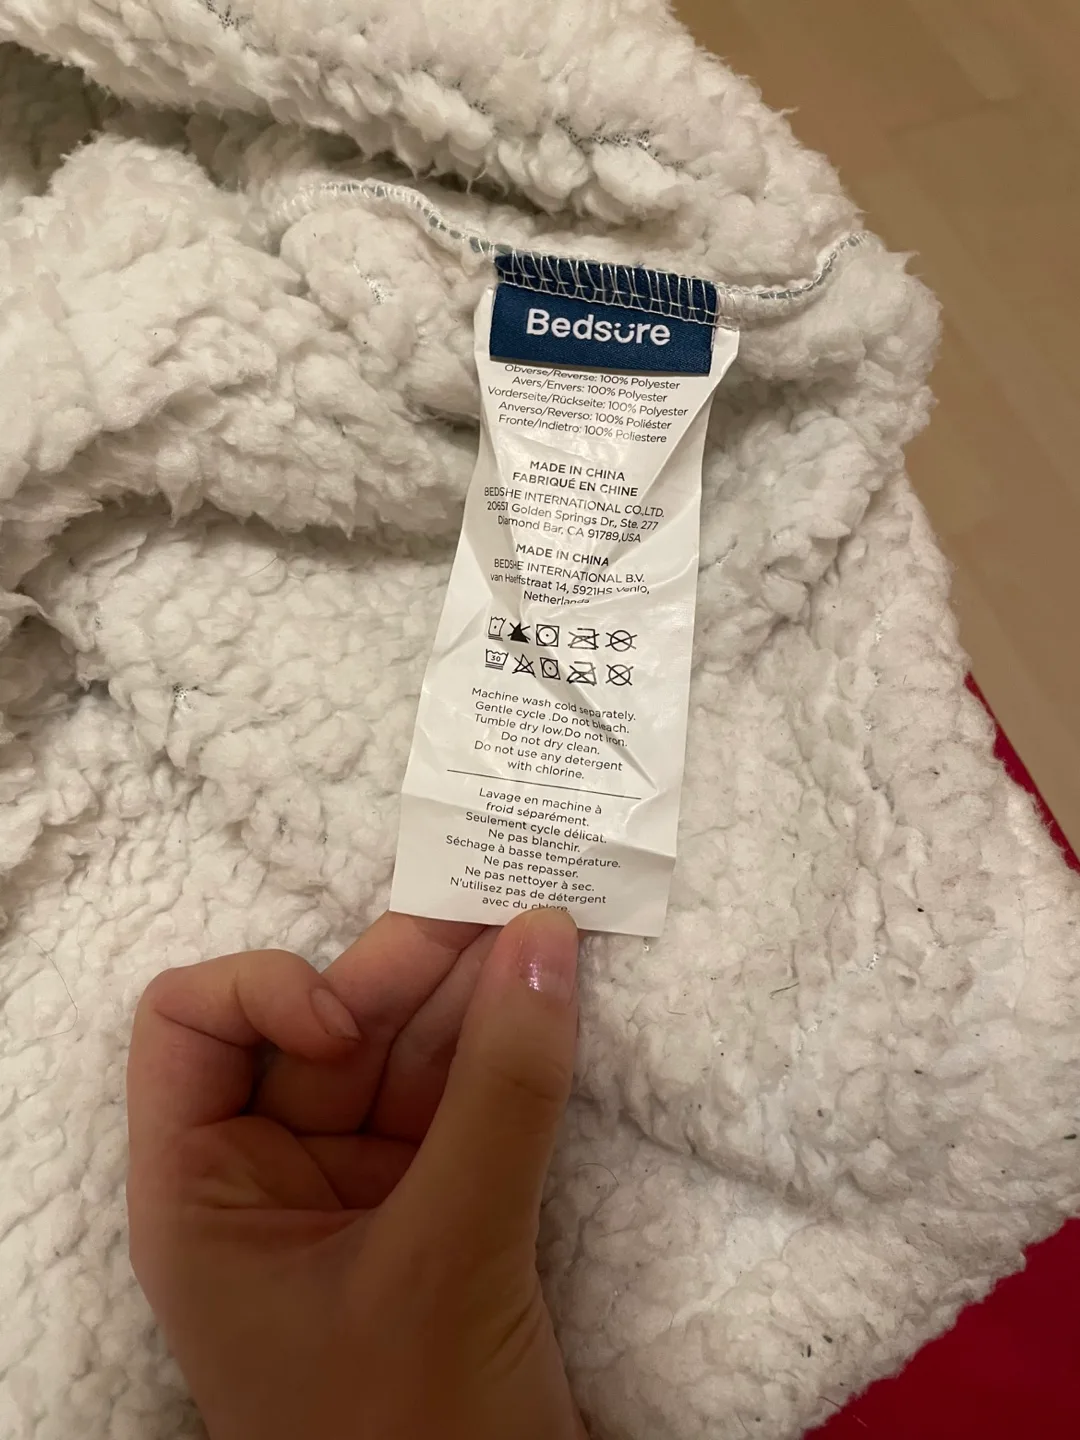 Bedsure
Obverse/Reverse: 100% Polyester
Avers/Envers: 100% Polyester
Vorderseite/Rückseite: 100% Polyester
Anverso/Reverso: 100% Poliéster
Fronte/Indietro: 100% Poliestere
MADE IN CHINA
FABRIQUÉ EN CHINE
BEDSHE INTERNATIONAL CO.,LTD.
20651 Golden Springs Dr., Ste. 277
Diamond Bar, CA 91789,USA
MADE IN CHINA
BEDSHE INTERNATIONAL B.V.
van Haeffstraat 14, 5921HS Venlo,
Netherlands
30
Machine wash cold separately.
Gentle cycle .Do not bleach.
Tumble dry low.Do not iron.
Do not dry clean.
Do not use any detergent
with chlorine.
Lavage en machine à
froid séparément.
Seulement cycle délicat.
Ne pas blanchir.
Séchage à basse température.
Ne pas repasser.
Ne pas nettoyer à sec.
N'utilisez pas de détergent
avec du chlore.